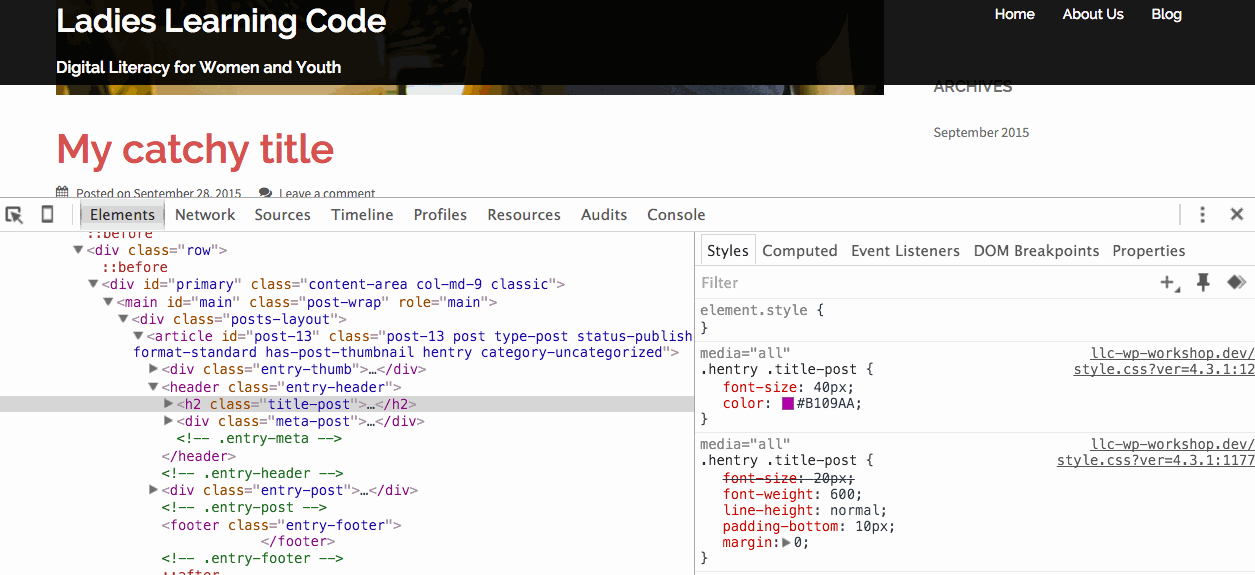 Ladies Learning Code
Home About Us Blog
Digital Literacy for Women and Youth
ARCHIVES
September 2015
My catchy title
Posted on September 28, 2015 Leave a comment
Elements Network Sources Timeline Profiles Resources Audits Console
::before
▼<div class="row">
::before
▼<div id="primary" class="content-area col-md-9 classic">
▼<main id="main" class="post-wrap" role="main">
▼<div class="posts-layout">
▼<article id="post-13" class="post-13 post type-post status-publish
format-standard has-post-thumbnail hentry category-uncategorized">
▶<div class="entry-thumb">…</div>
▼<header class="entry-header">
▶<h2 class="title-post">…</h2>
▶<div class="meta-post">…</div>
<!-- .entry-meta -->
</header>
<!-- .entry-header -->
▶<div class="entry-post">…</div>
<!-- .entry-post -->
<footer class="entry-footer">
</footer>
<!-- .entry-footer -->
::after
Styles Computed Event Listeners DOM Breakpoints Properties
Filter
element.style {
}
media="all" llc-wp-workshop.dev/
.hentry .title-post { style.css?ver=4.3.1:12
font-size: 40px;
color: #B109AA;
}
media="all" llc-wp-workshop.dev/
.hentry .title-post { style.css?ver=4.3.1:1177
font-size: 20px;
font-weight: 600;
line-height: normal;
padding-bottom: 10px;
margin:▶0;
}